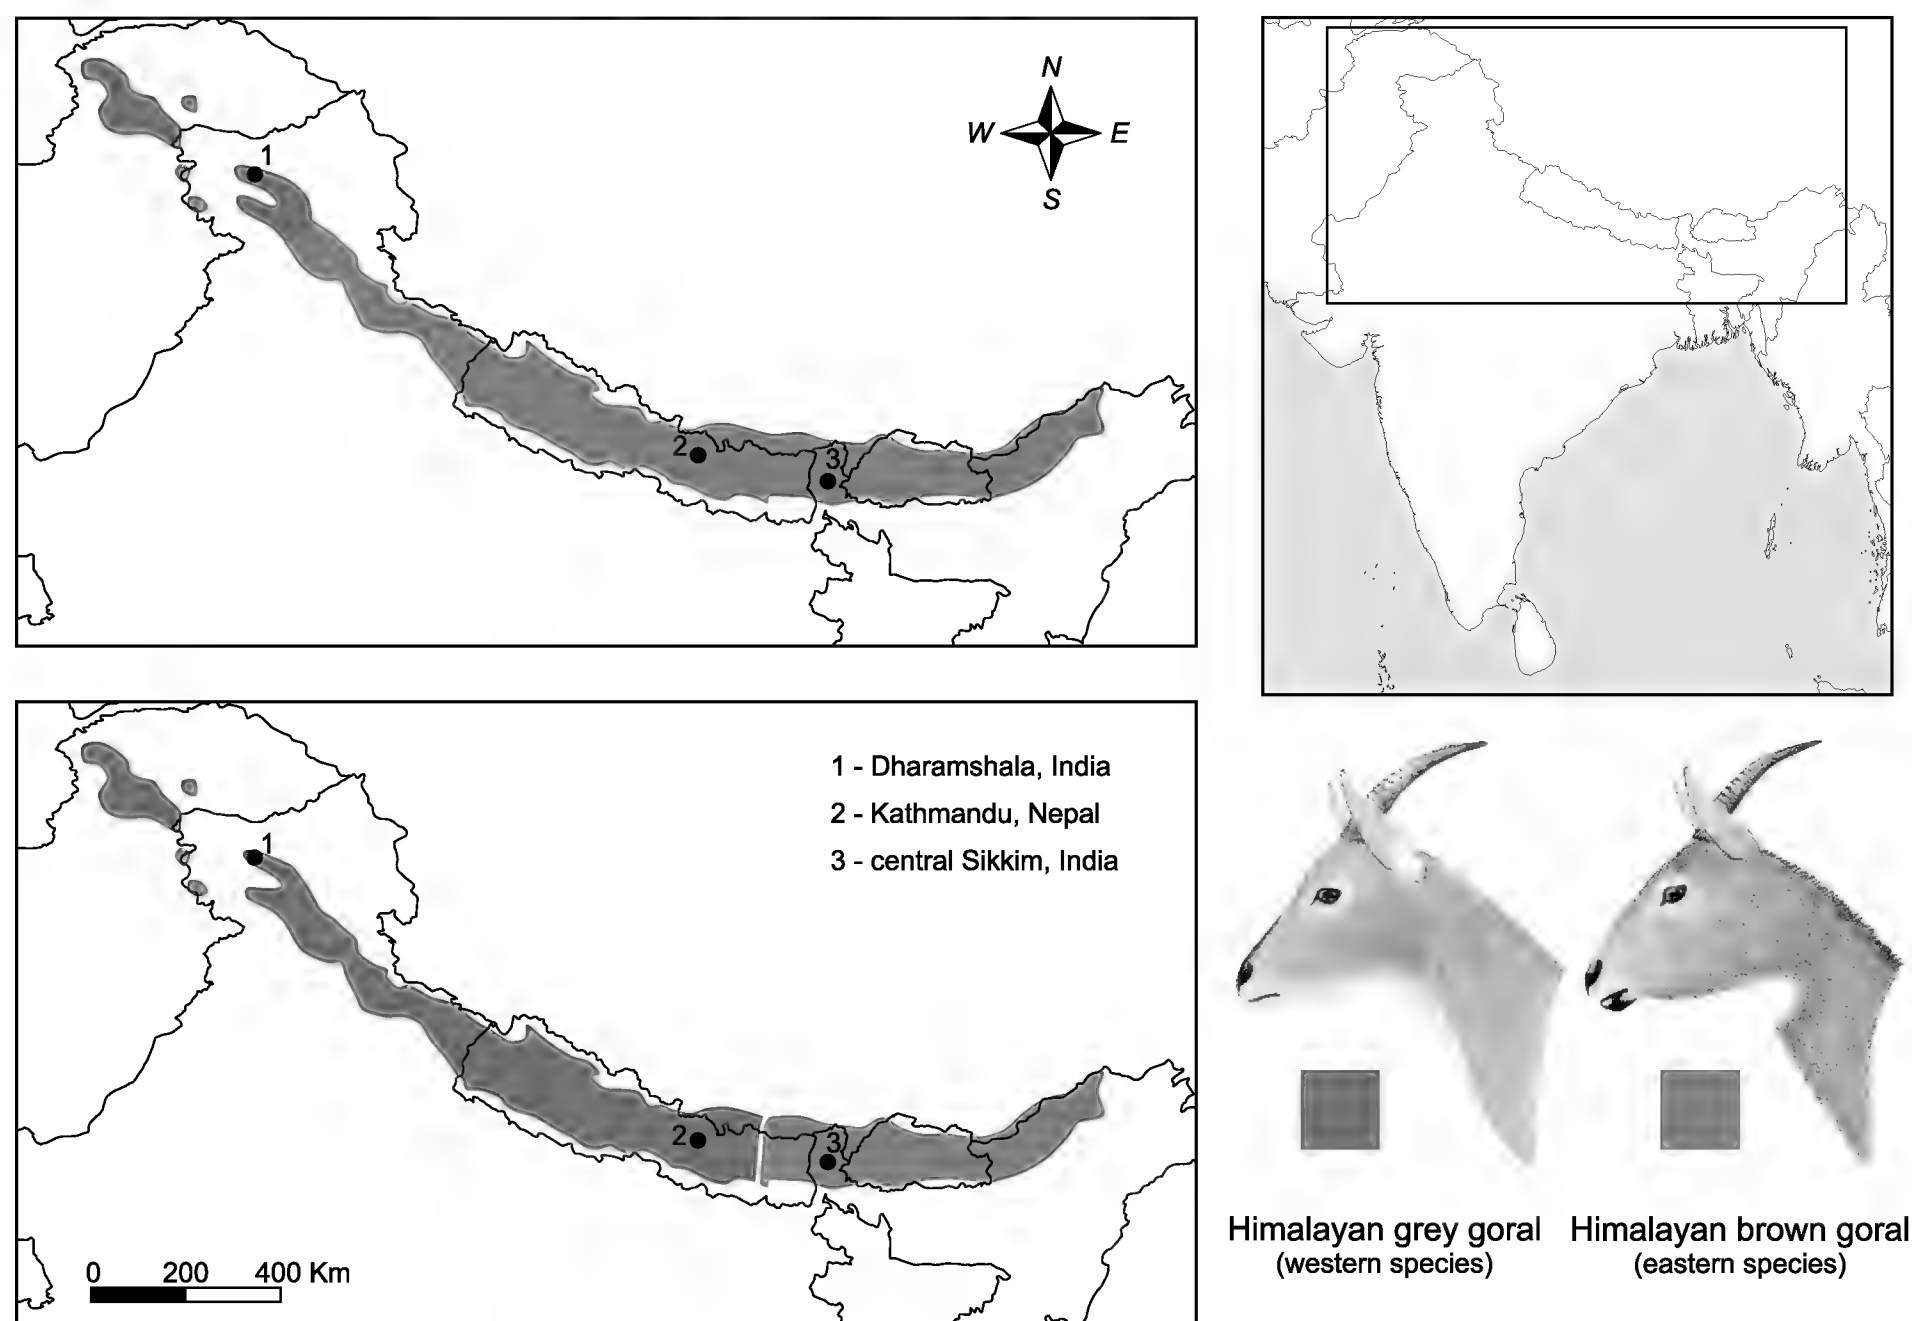 N
W E
S
1
2
3
1 - Dharamshala, India
2 - Kathmandu, Nepal
3 - central Sikkim, India
1
2
3
0 200 400 Km
Himalayan grey goral
(western species)
Himalayan brown goral
(eastern species)